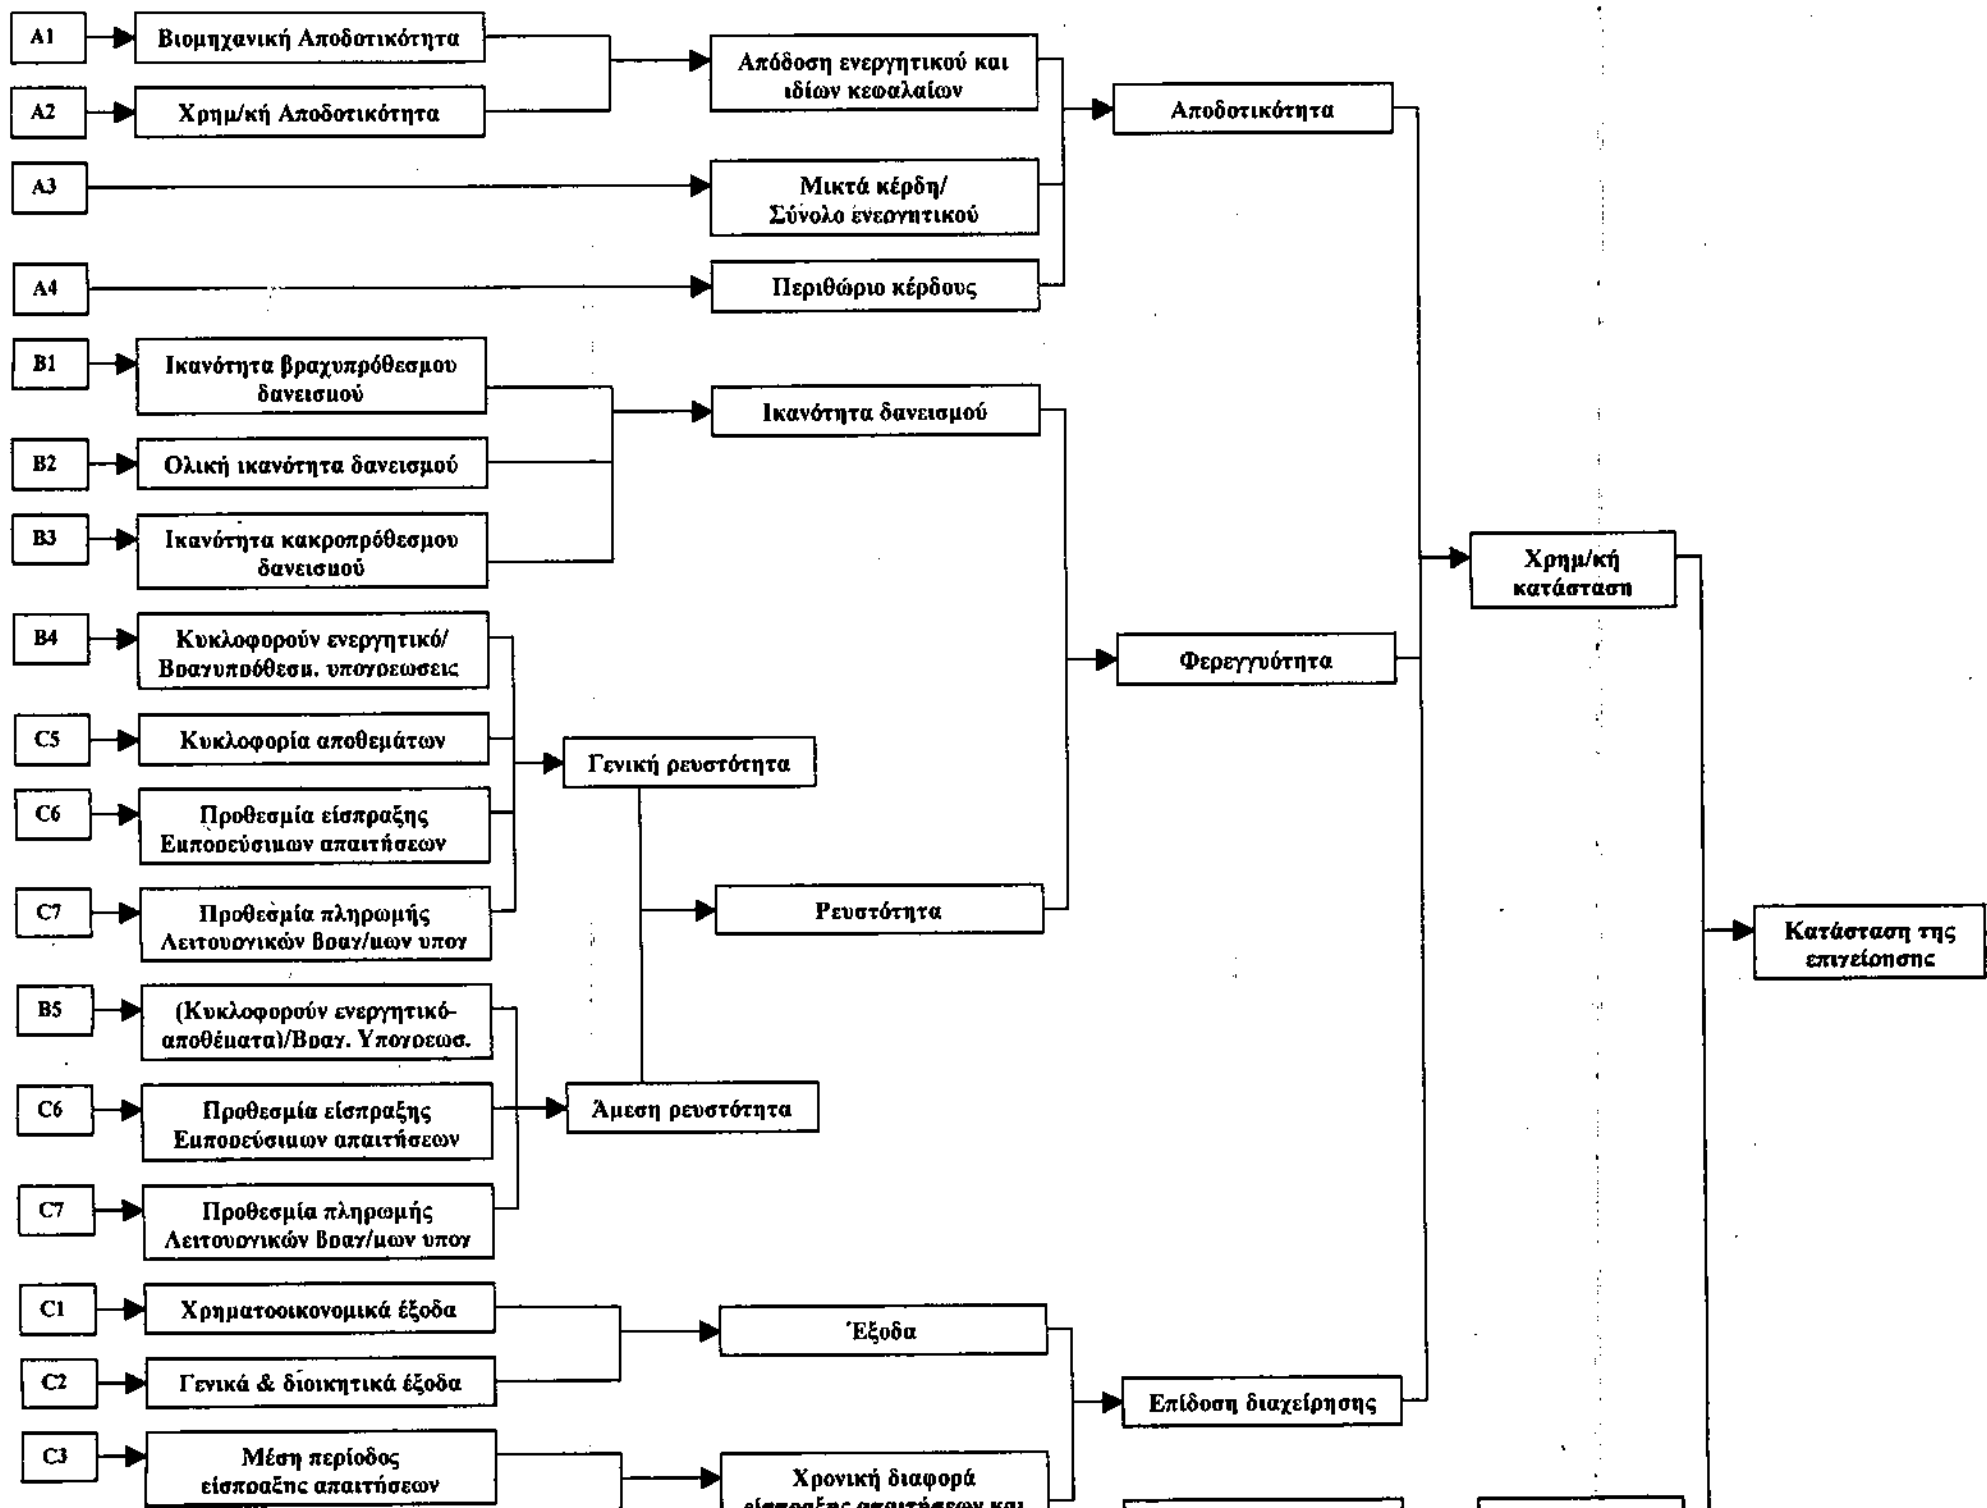 A1
Βιομηχανική Αποδοτικότητα
A2
Χρημ/κή Αποδοτικότητα
Απόδοση ενεργητικού και
ιδίων κεφαλαίων
Αποδοτικότητα
A3
Μικτά κέρδη/
Σύνολο ενεργητικού
A4
Περιθώριο κέρδους
B1
Ικανότητα βραχυπρόθεσμου
δανεισμού
Ικανότητα δανεισμού
B2
Ολική ικανότητα δανεισμού
B3
Ικανότητα κακροπρόθεσμου
δανεισμού
Χρημ/κή
κατάσταση
B4
Κυκλοφορούν ενεργητικό/
Βραχυπρόθεσμ. υποχρεωσεις
Φερεγγυότητα
C5
Κυκλοφορία αποθεμάτων
Γενική ρευστότητα
C6
Προθεσμία είσπραξης
Εμπορεύσιμων απαιτήσεων
C7
Προθεσμία πληρωμής
Λειτουργικών βραχ/μων υποχ
Ρευστότητα
Κατάσταση της
επιχείρησης
B5
(Κυκλοφορούν ενεργητικό-
αποθέματα)/Βραχ. Υποχρεωσ.
C6
Προθεσμία είσπραξης
Εμπορεύσιμων απαιτήσεων
Άμεση ρευστότητα
C7
Προθεσμία πληρωμής
Λειτουργικών βραχ/μων υποχ
C1
Χρηματοοικονομικά έξοδα
Έξοδα
C2
Γενικά & διοικητικά έξοδα
Επίδοση διαχείρησης
C3
Μέση περίοδος
είσπραξης απαιτήσεων
Χρονική διαφορά
είσπραξης απαιτήσεων και